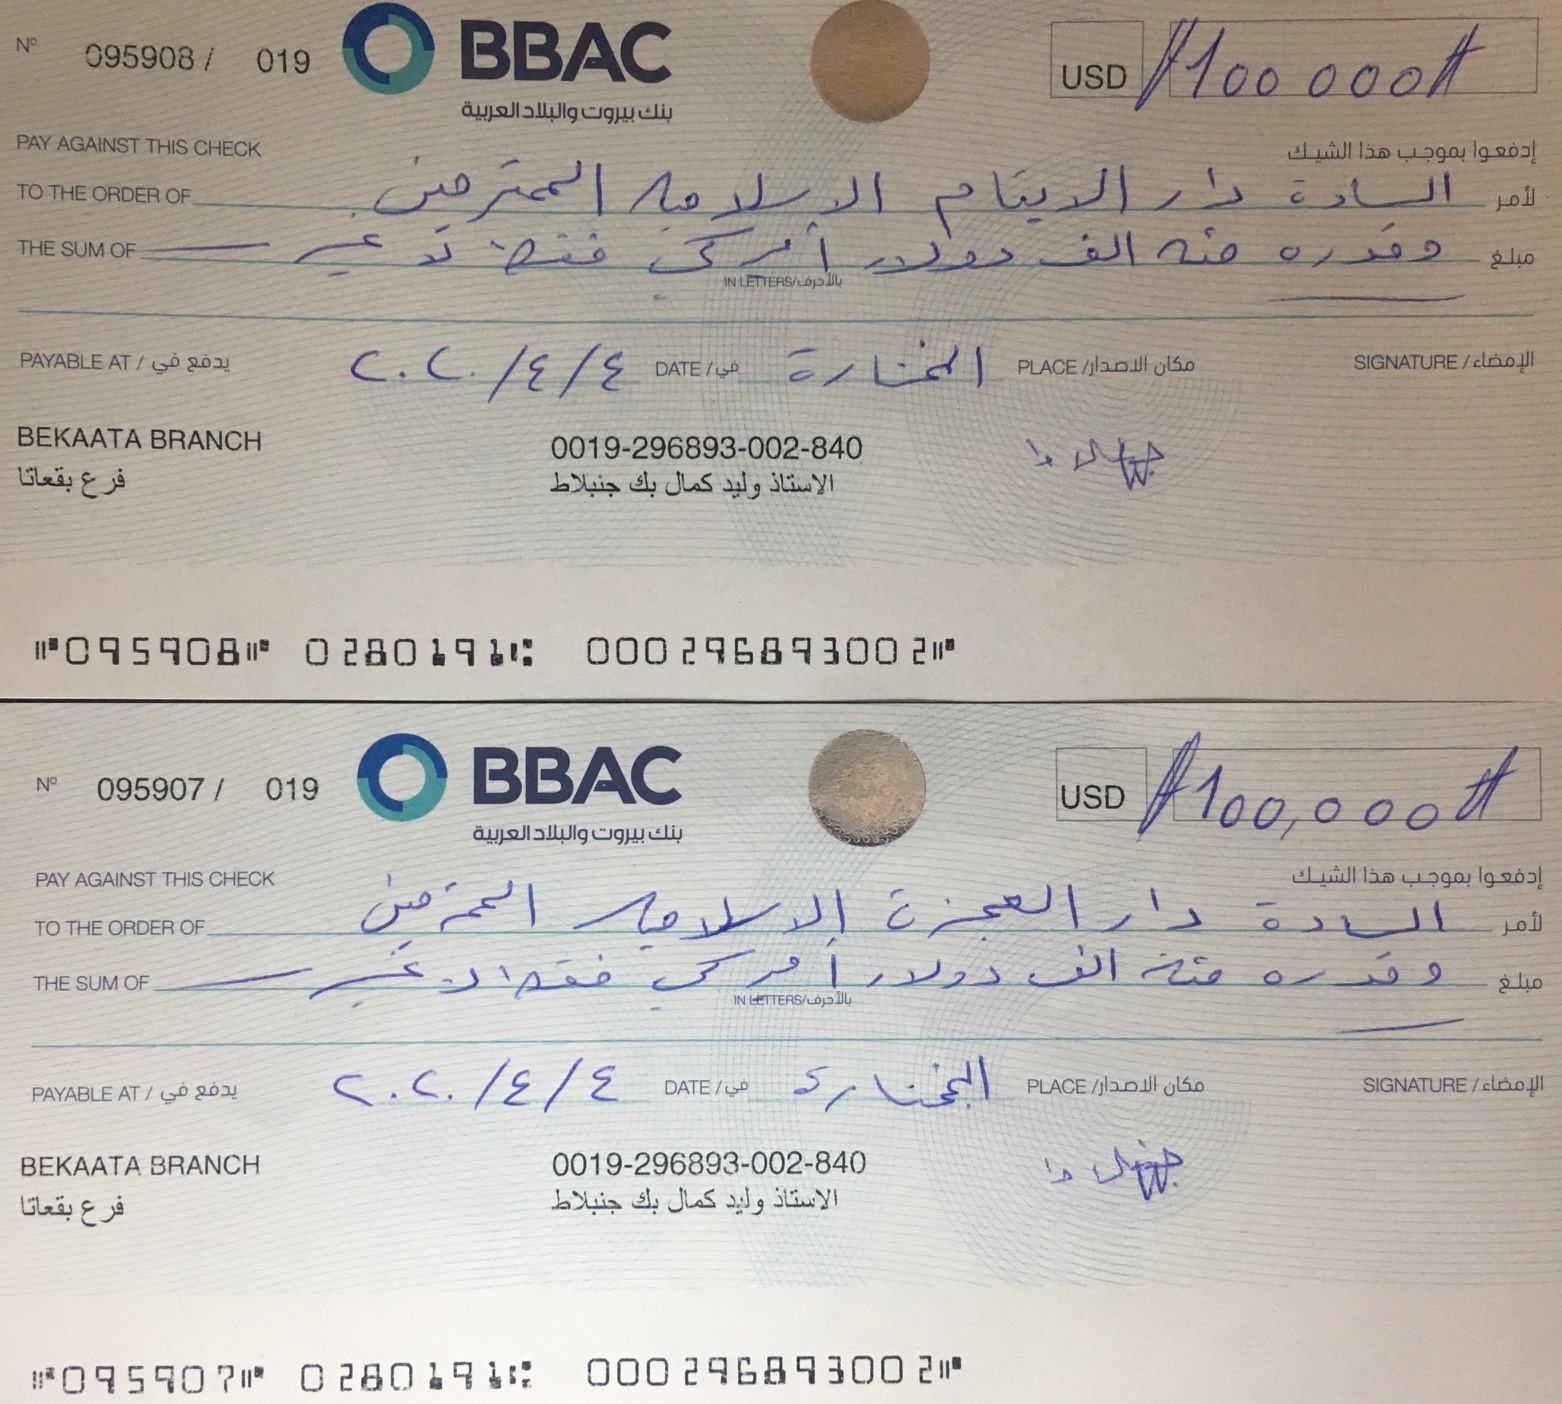 Nº 095908 / 019 BBAC USD #100 000#
بنك بيروت والبلاد العربية
PAY AGAINST THIS CHECK إدفعوا بموجب هذا الشيك
TO THE ORDER OF السادة دار الايتام الاسلامية المحترمين لأمر
THE SUM OF وقدره مئة الف دولار أمركي فقط لا غير مبلغ
IN LETTERS/بالأحرف
PAYABLE AT / يدفع في ٢٠٢٠/٤/٤ DATE / في المختارة PLACE / مكان الاصدار SIGNATURE / الإمضاء
BEKAATA BRANCH 0019-296893-002-840
فرع بقعاتا الاستاذ وليد كمال بك جنبلاط
⑈095908⑈ 0280191⑆ 000296893002⑈
Nº 095907 / 019 BBAC USD #100,000#
بنك بيروت والبلاد العربية
PAY AGAINST THIS CHECK إدفعوا بموجب هذا الشيك
TO THE ORDER OF السادة دار العجزة الاسلامية المحترمين لأمر
THE SUM OF وقدره مئة الف دولار أمركي فقط لا غير مبلغ
IN LETTERS/بالأحرف
PAYABLE AT / يدفع في ٢٠٢٠/٤/٤ DATE / في المختارة PLACE / مكان الاصدار SIGNATURE / الإمضاء
BEKAATA BRANCH 0019-296893-002-840
فرع بقعاتا الاستاذ وليد كمال بك جنبلاط
⑈095907⑈ 0280191⑆ 000296893002⑈